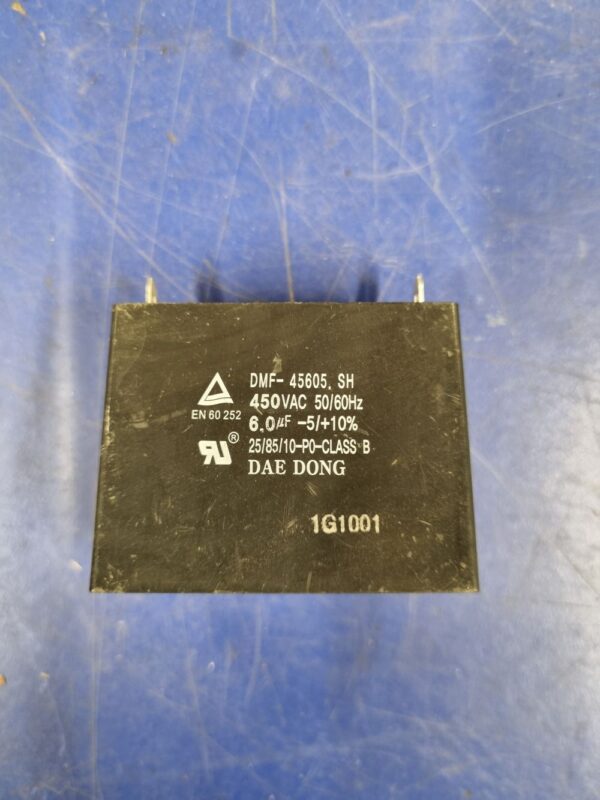 DMF- 45605, SH
450VAC 50/60Hz
EN 60 252
6.0µF -5/+10%
25/85/10-P0-CLASS B
DAE DONG
1G1001